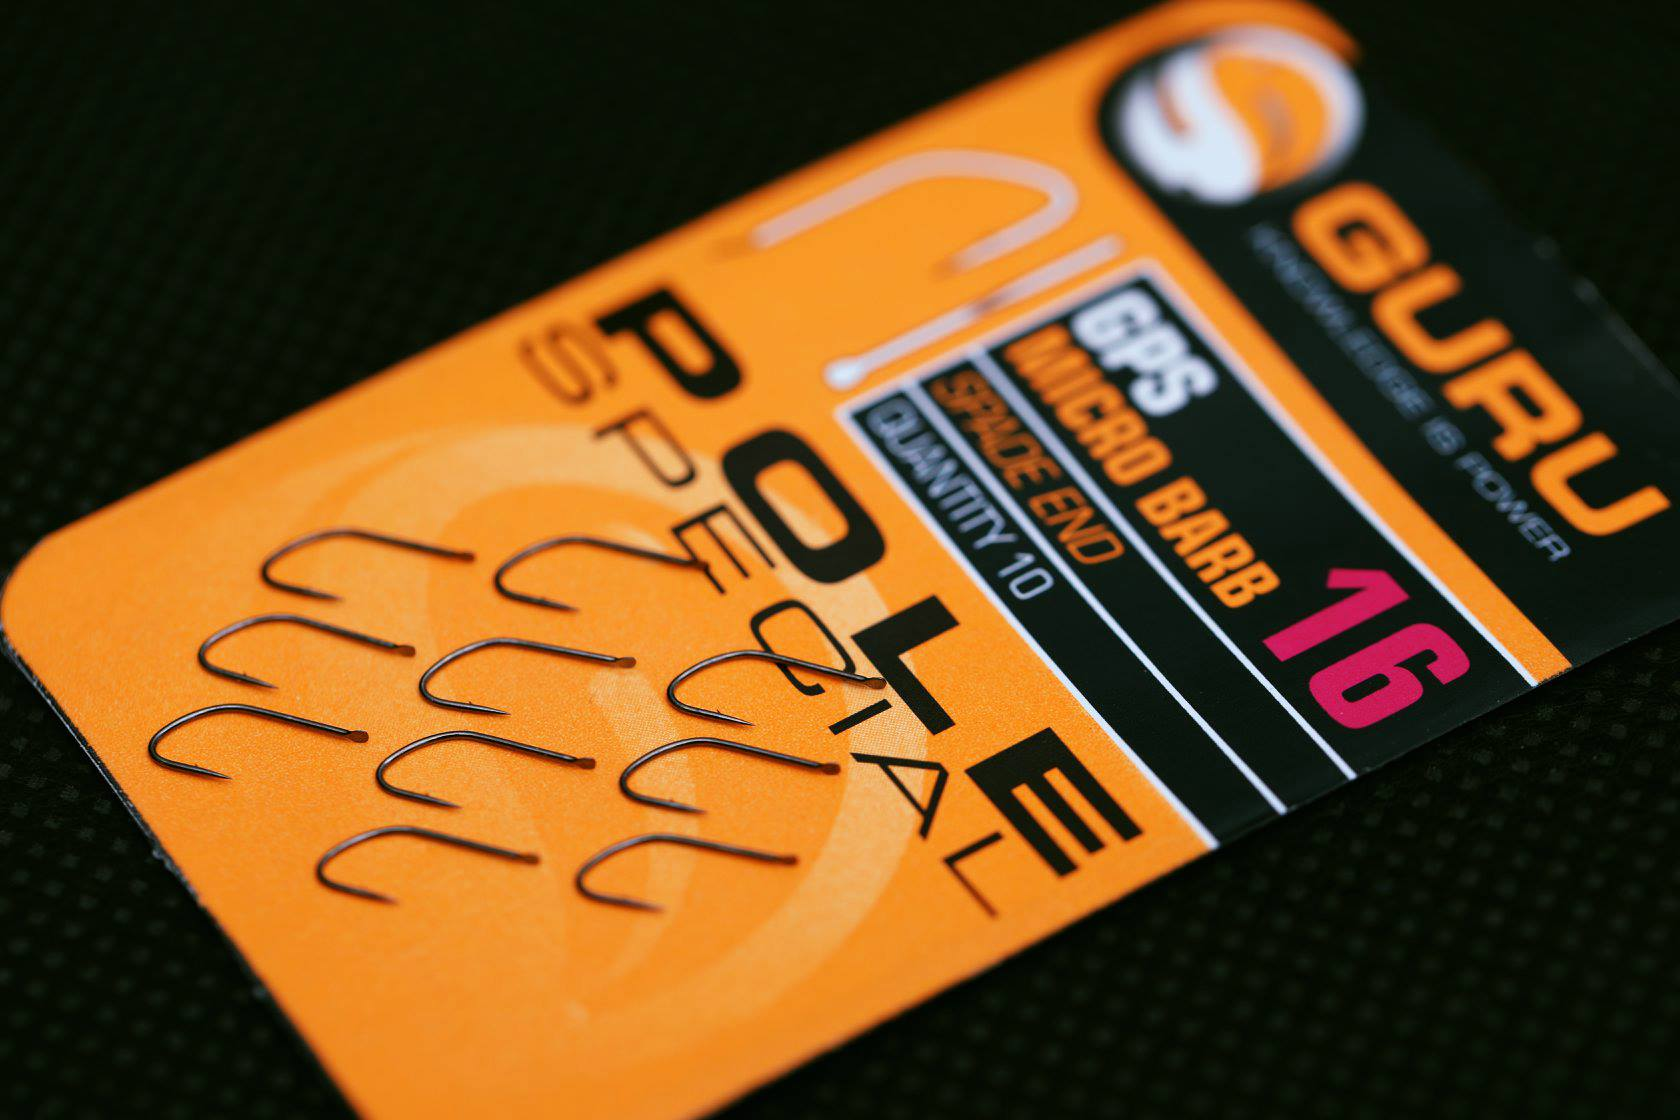 GURU
KNOWLEDGE IS POWER
GPS
MICRO BARB
16
SPADE END
QUANTITY 10
POLE
SPECIAL